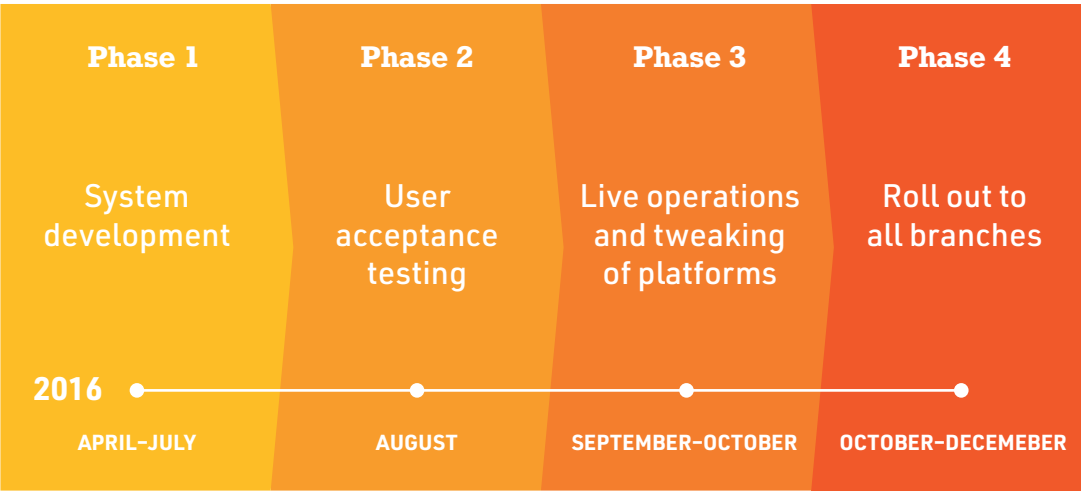 Phase 1
System
development
Phase 2
User
acceptance
testing
Phase 3
Live operations
and tweaking
of platforms
Phase 4
Roll out to
all branches
2016
APRIL–JULY
AUGUST
SEPTEMBER–OCTOBER
OCTOBER–DECEMEBER